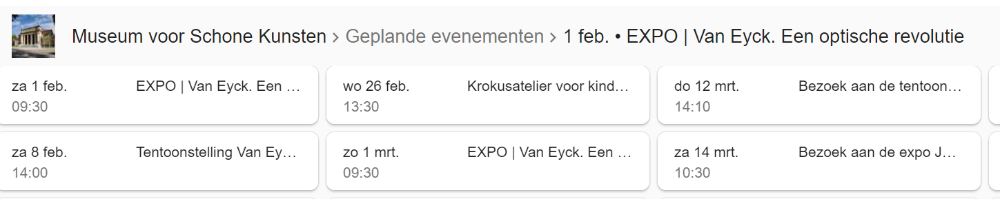 Museum voor Schone Kunsten › Geplande evenementen › 1 feb. • EXPO | Van Eyck. Een optische revolutie
za 1 feb. EXPO | Van Eyck. Een …
09:30
wo 26 feb. Krokusatelier voor kind…
13:30
do 12 mrt. Bezoek aan de tentoon…
14:10
za 8 feb. Tentoonstelling Van Ey…
14:00
zo 1 mrt. EXPO | Van Eyck. Een …
09:30
za 14 mrt. Bezoek aan de expo J…
10:30